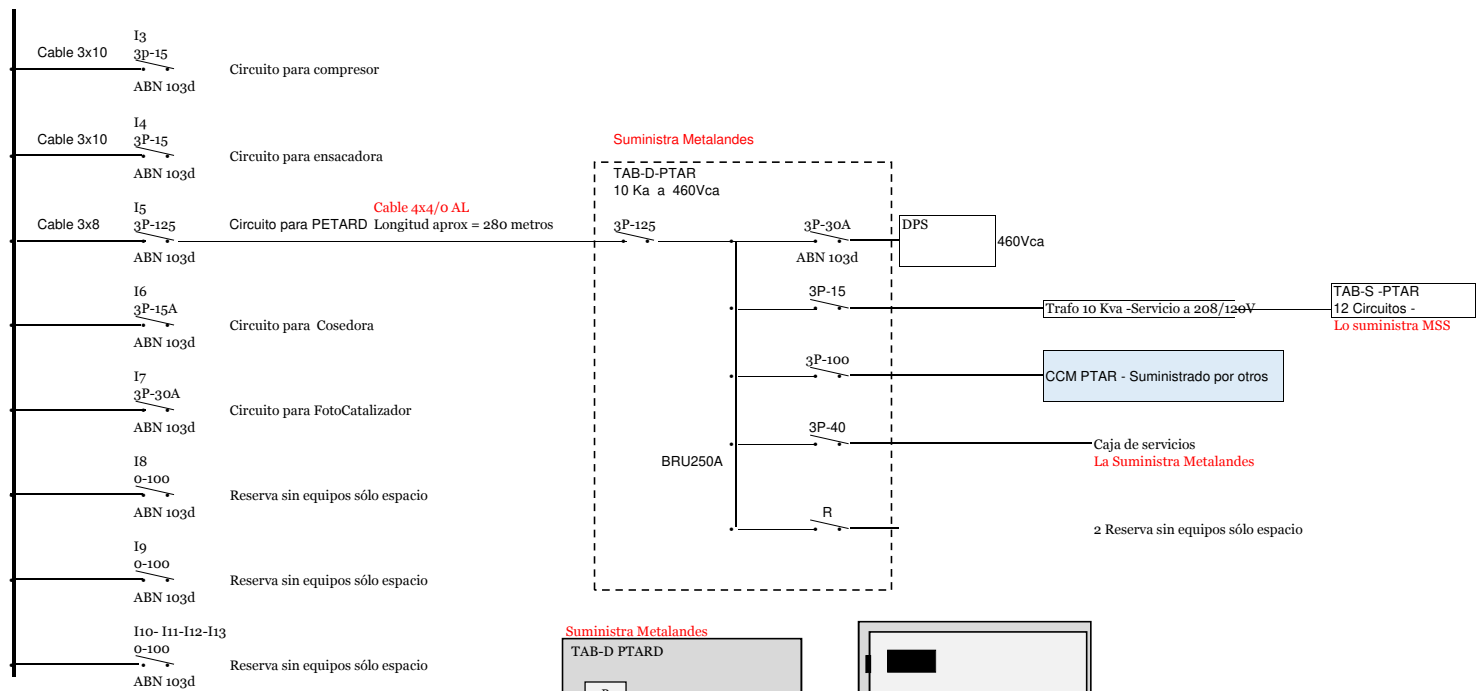 I3
Cable 3x10
3p-15
Circuito para compresor
ABN 103d
I4
Cable 3x10
3P-15
Circuito para ensacadora
ABN 103d
I5
Cable 3x8
3P-125
Cable 4x4/0 AL
Circuito para PETARD Longitud aprox = 280 metros
ABN 103d
I6
3P-15A
Circuito para Cosedora
ABN 103d
I7
3P-30A
Circuito para FotoCatalizador
ABN 103d
I8
0-100
Reserva sin equipos sólo espacio
ABN 103d
I9
0-100
Reserva sin equipos sólo espacio
ABN 103d
I10- I11-I12-I13
0-100
Reserva sin equipos sólo espacio
ABN 103d
Suministra Metalandes
TAB-D-PTAR
10 Ka a 460Vca
3P-125
3P-30A
ABN 103d
DPS
460Vca
3P-15
Trafo 10 Kva -Servicio a 208/120V
TAB-S -PTAR
12 Circuitos -
Lo suministra MSS
3P-100
CCM PTAR - Suministrado por otros
3P-40
Caja de servicios
La Suministra Metalandes
BRU250A
R
2 Reserva sin equipos sólo espacio
Suministra Metalandes
TAB-D PTARD